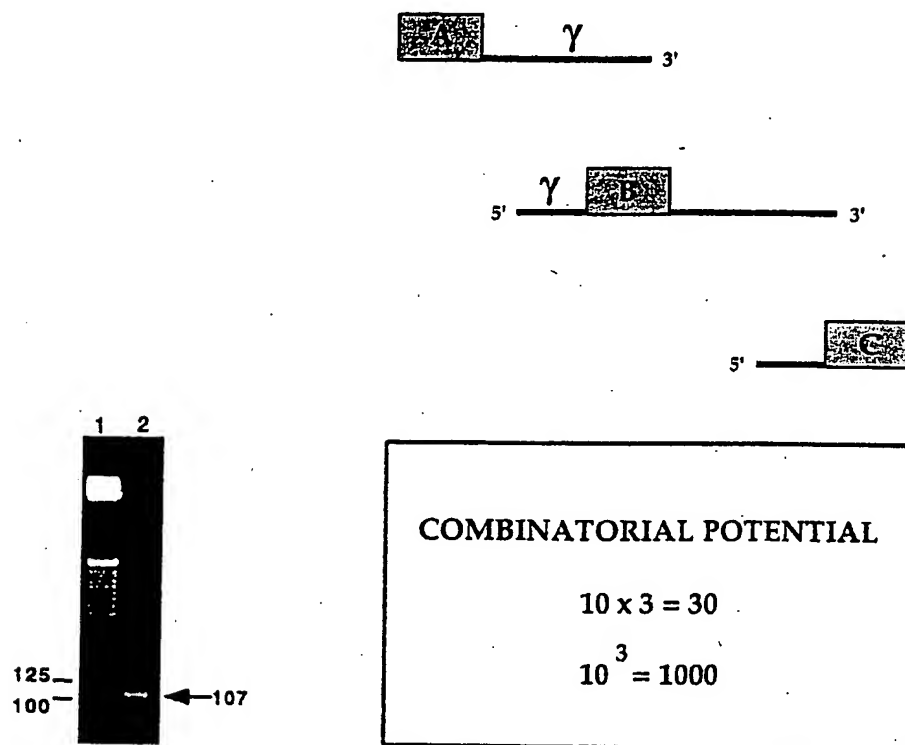 A γ 3'
5' γ B 3'
5' C
1 2
125
100
107
COMBINATORIAL POTENTIAL
10 x 3 = 30
10³ = 1000